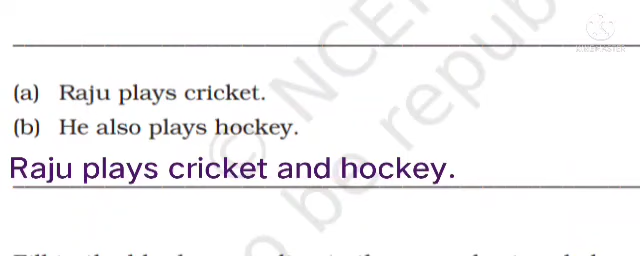 (a) Raju plays cricket.
(b) He also plays hockey.
Raju plays cricket and hockey.